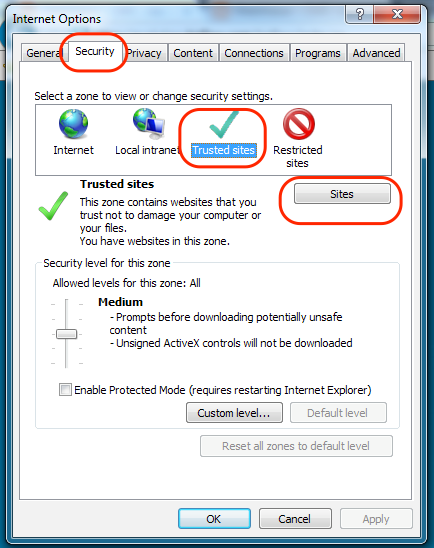 Internet Options
General Security Privacy Content Connections Programs Advanced
Select a zone to view or change security settings.
Internet Local intranet Trusted sites Restricted
sites
Trusted sites
Sites
This zone contains websites that you
trust not to damage your computer or
your files.
You have websites in this zone.
Security level for this zone
Allowed levels for this zone: All
Medium
- Prompts before downloading potentially unsafe
content
- Unsigned ActiveX controls will not be downloaded
Enable Protected Mode (requires restarting Internet Explorer)
Custom level... Default level
Reset all zones to default level
OK Cancel Apply